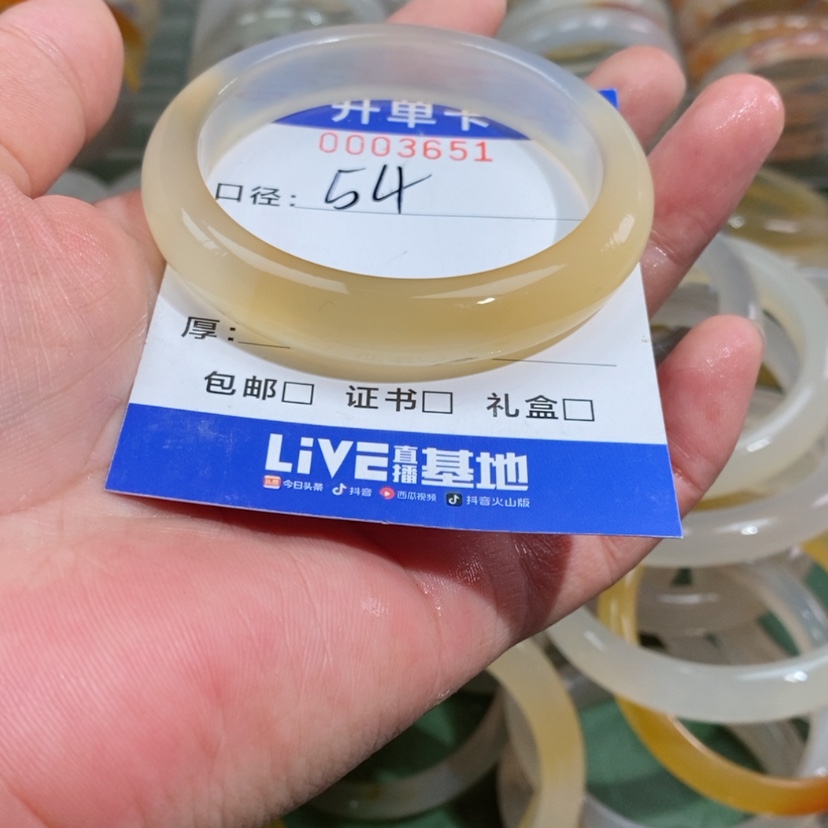 开单卡
0003651
口径: 54
厚:
包邮□ 证书□ 礼盒□
LiVE直播基地
今日头条 抖音 西瓜视频 抖音火山版